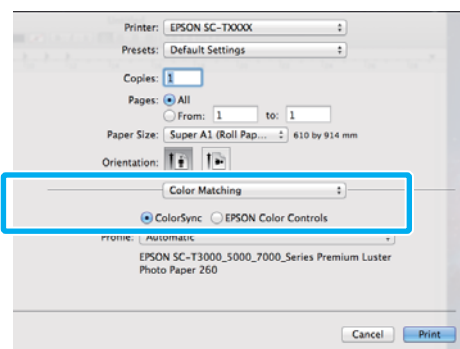 Printer: EPSON SC-TXXXX
Presets: Default Settings
Copies: 1
Pages: All
From: 1 to: 1
Paper Size: Super A1 (Roll Pap... 610 by 914 mm
Orientation:
Color Matching
ColorSync EPSON Color Controls
Profile: Automatic
EPSON SC-T3000_5000_7000_Series Premium Luster
Photo Paper 260
Cancel Print